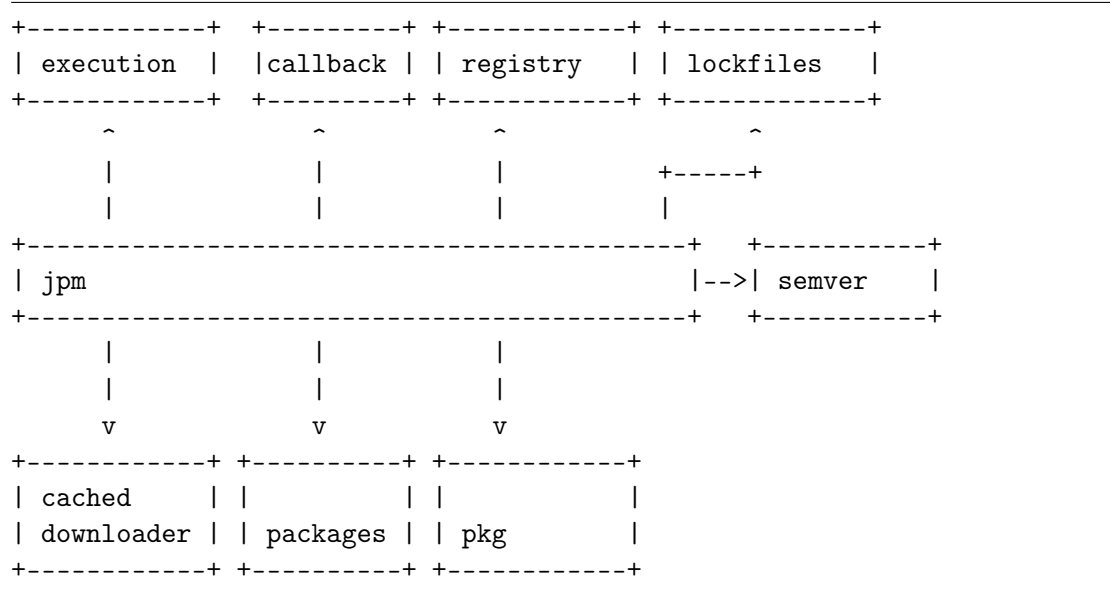 +------------+  +---------+ +------------+ +-------------+
| execution  |  |callback | | registry   | | lockfiles   |
+------------+  +---------+ +------------+ +-------------+
      ^             ^           ^                ^
      |             |           |          +-----+
      |             |           |          |
+--------------------------------------------+   +-----------+
| jpm                                        |-->| semver    |
+--------------------------------------------+   +-----------+
      |             |           |
      |             |           |
      v             v           v
+------------+ +----------+ +------------+
| cached     | |          | |            |
| downloader | | packages | | pkg        |
+------------+ +----------+ +------------+